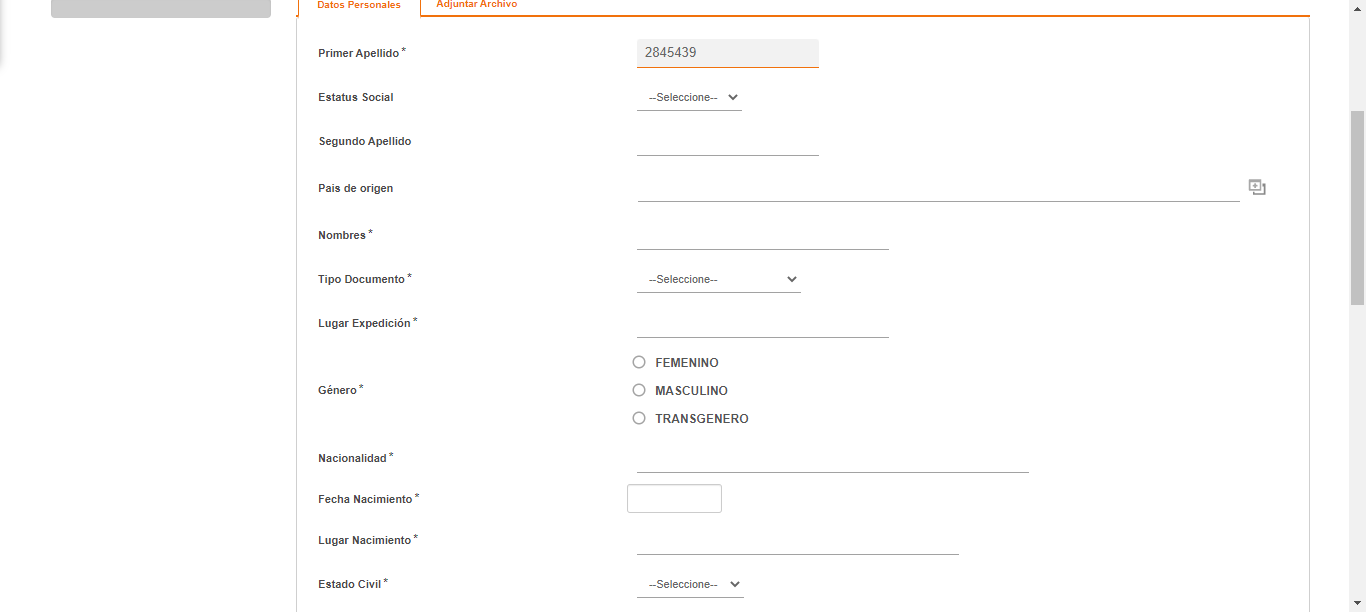 Datos Personales Adjuntar Archivo
Primer Apellido * 2845439
Estatus Social --Seleccione--
Segundo Apellido
Pais de origen
Nombres *
Tipo Documento * --Seleccione--
Lugar Expedición *
FEMENINO
Género * MASCULINO
TRANSGENERO
Nacionalidad *
Fecha Nacimiento *
Lugar Nacimiento *
Estado Civil * --Seleccione--